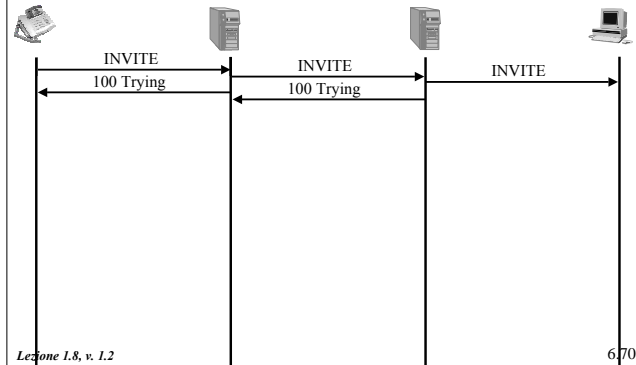 INVITE
INVITE
INVITE
100 Trying
100 Trying
Lezione 1.8, v. 1.2
6.70